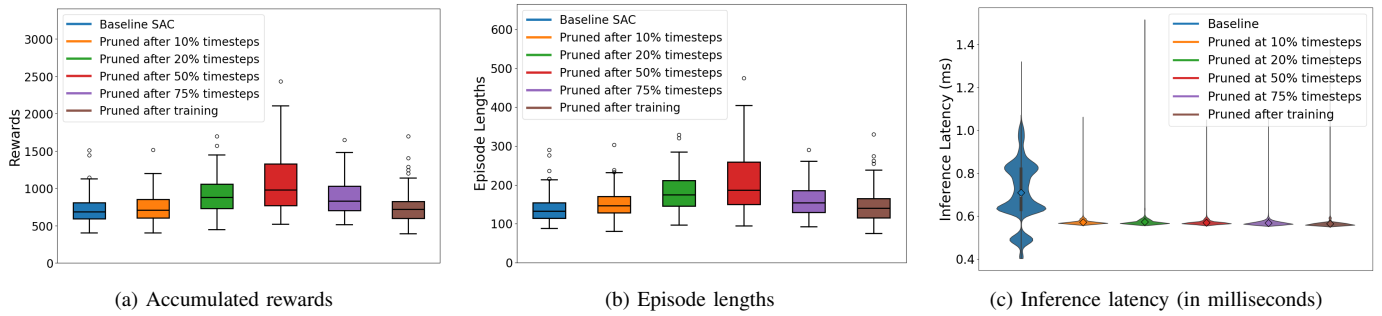 Rewards
3000
2500
2000
1500
1000
500
0
Baseline SAC
Pruned after 10% timesteps
Pruned after 20% timesteps
Pruned after 50% timesteps
Pruned after 75% timesteps
Pruned after training
(a) Accumulated rewards
Episode Lengths
600
500
400
300
200
100
0
Baseline SAC
Pruned after 10% timesteps
Pruned after 20% timesteps
Pruned after 50% timesteps
Pruned after 75% timesteps
Pruned after training
(b) Episode lengths
Inference Latency (ms)
1.4
1.2
1.0
0.8
0.6
0.4
Baseline
Pruned at 10% timesteps
Pruned at 20% timesteps
Pruned at 50% timesteps
Pruned at 75% timesteps
Pruned after training
(c) Inference latency (in milliseconds)